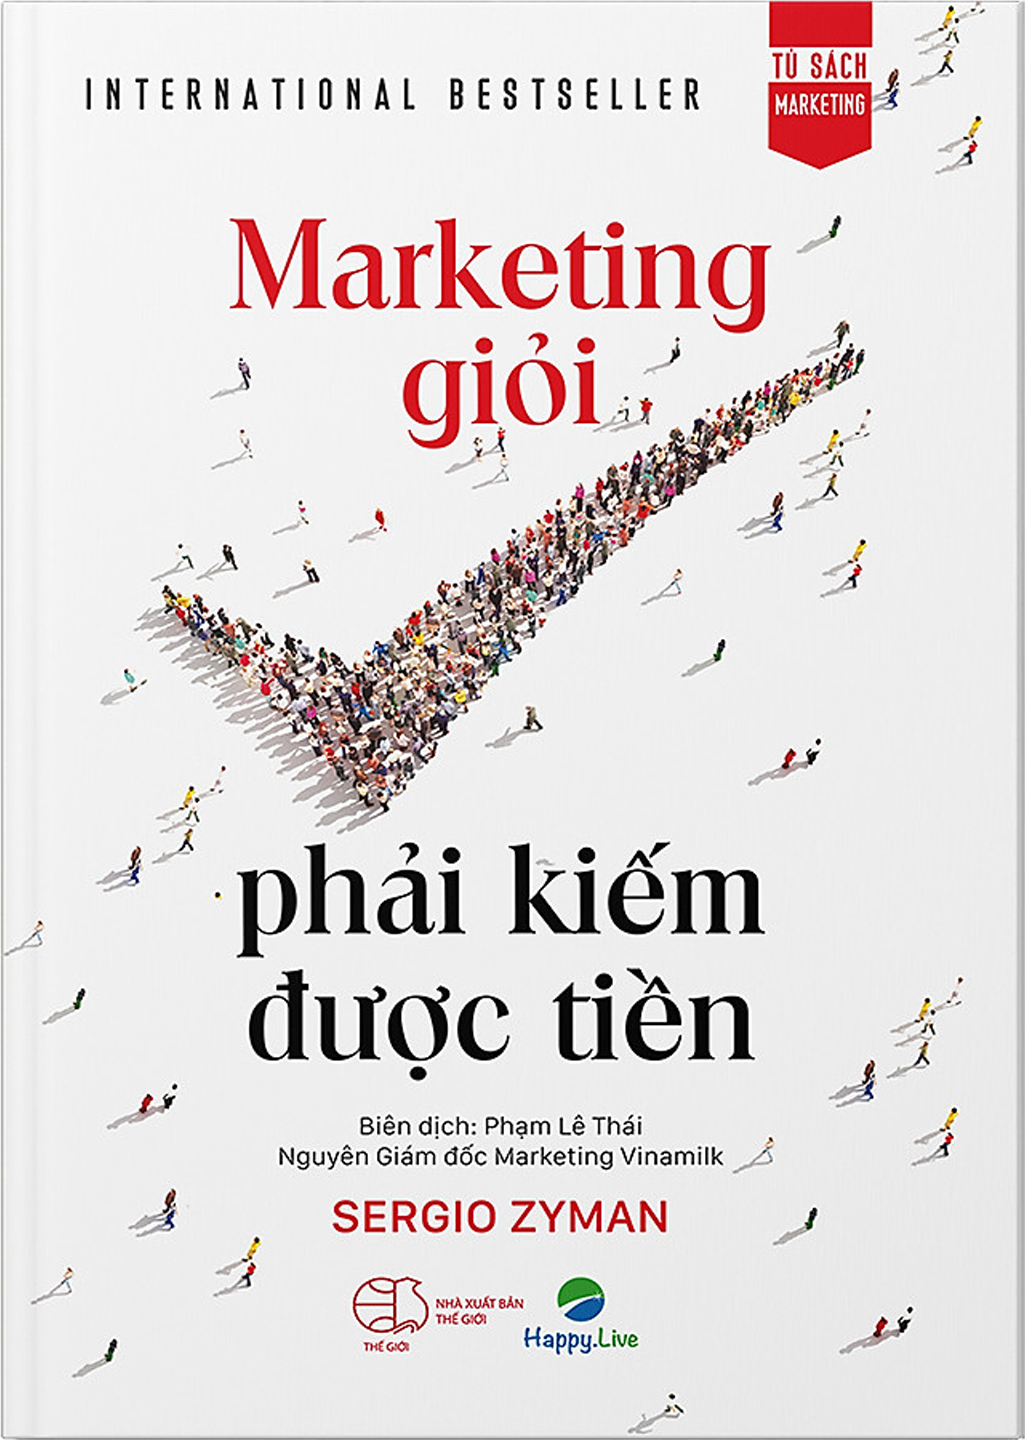 INTERNATIONAL BESTSELLER
TỦ SÁCH
MARKETING
Marketing
giỏi
phải kiếm
được tiền
Biên dịch: Phạm Lê Thái
Nguyên Giám đốc Marketing Vinamilk
SERGIO ZYMAN
NHÀ XUẤT BẢN
THẾ GIỚI
THẾ GIỚI
Happy.Live